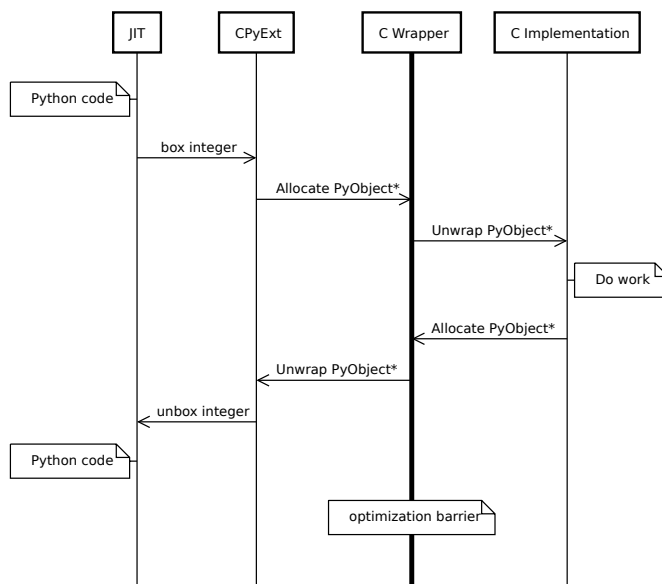 JIT
CPyExt
C Wrapper
C Implementation
Python code
box integer
Allocate PyObject*
Unwrap PyObject*
Do work
Allocate PyObject*
Unwrap PyObject*
unbox integer
Python code
optimization barrier